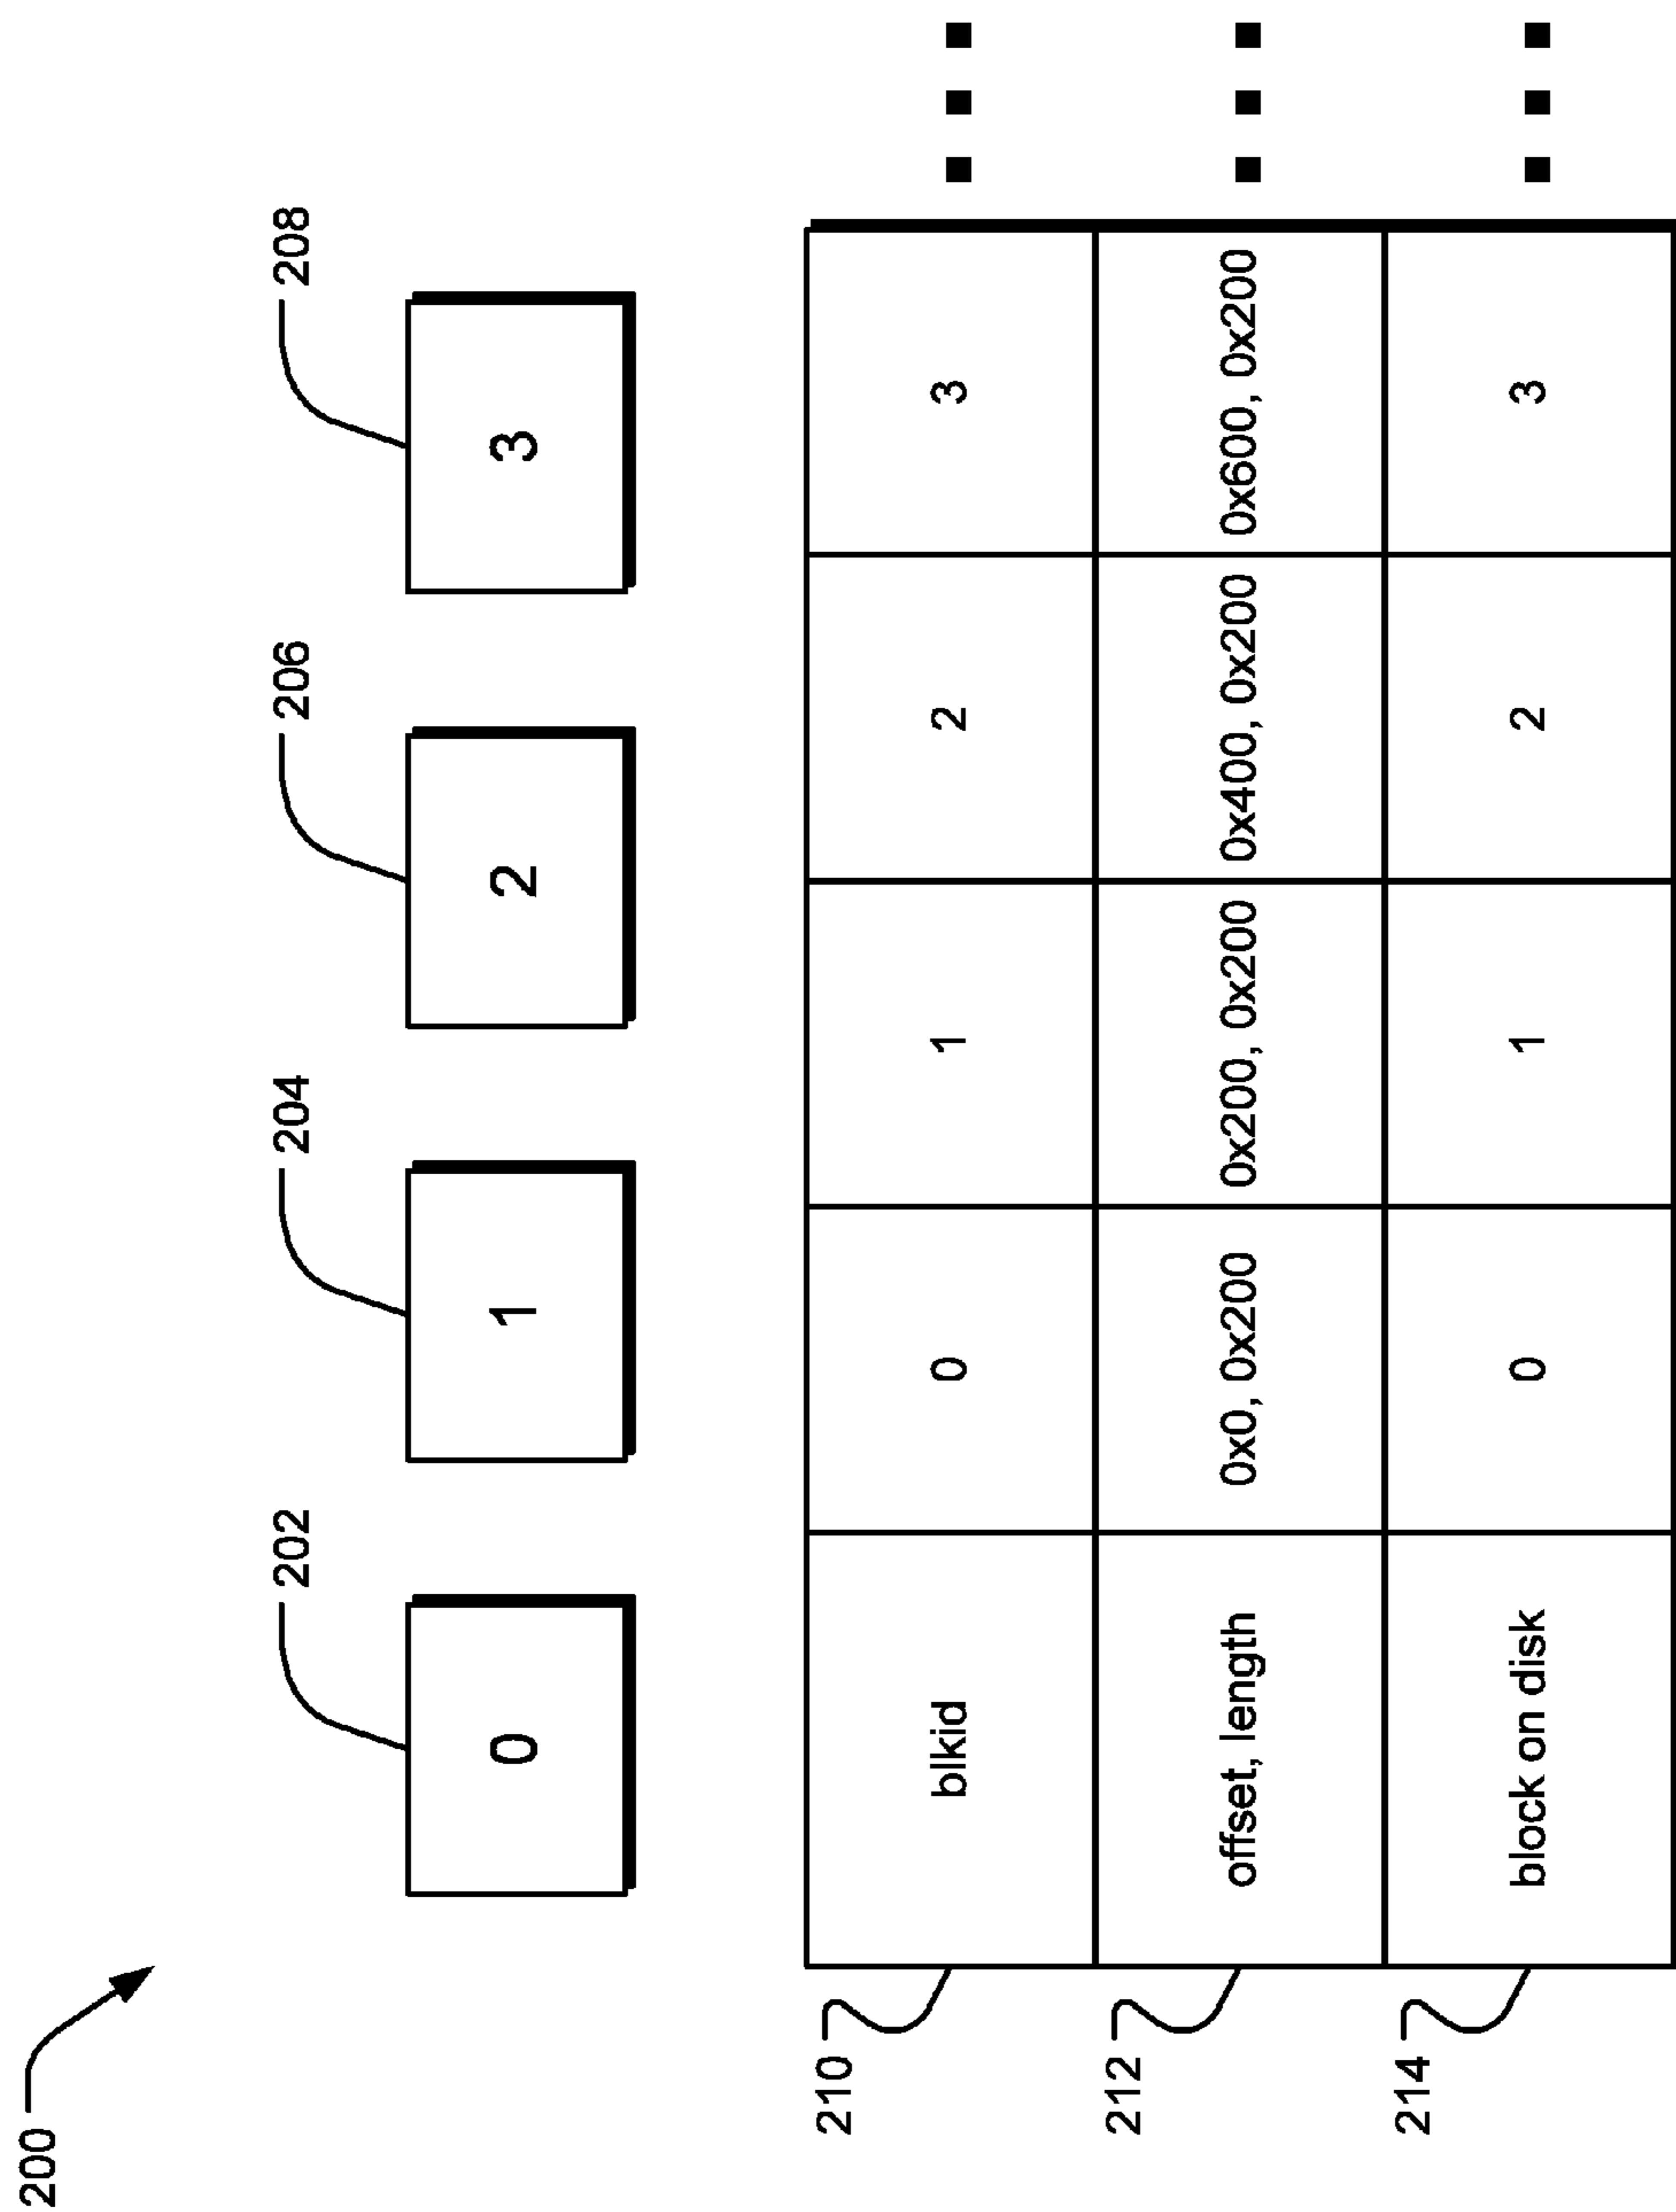 200
202 204 206 208
0 1 2 3
210 blkid 0 1 2 3
212 offset, length 0x0, 0x200 0x200, 0x200 0x400, 0x200 0x600, 0x200
214 block on disk 0 1 2 3